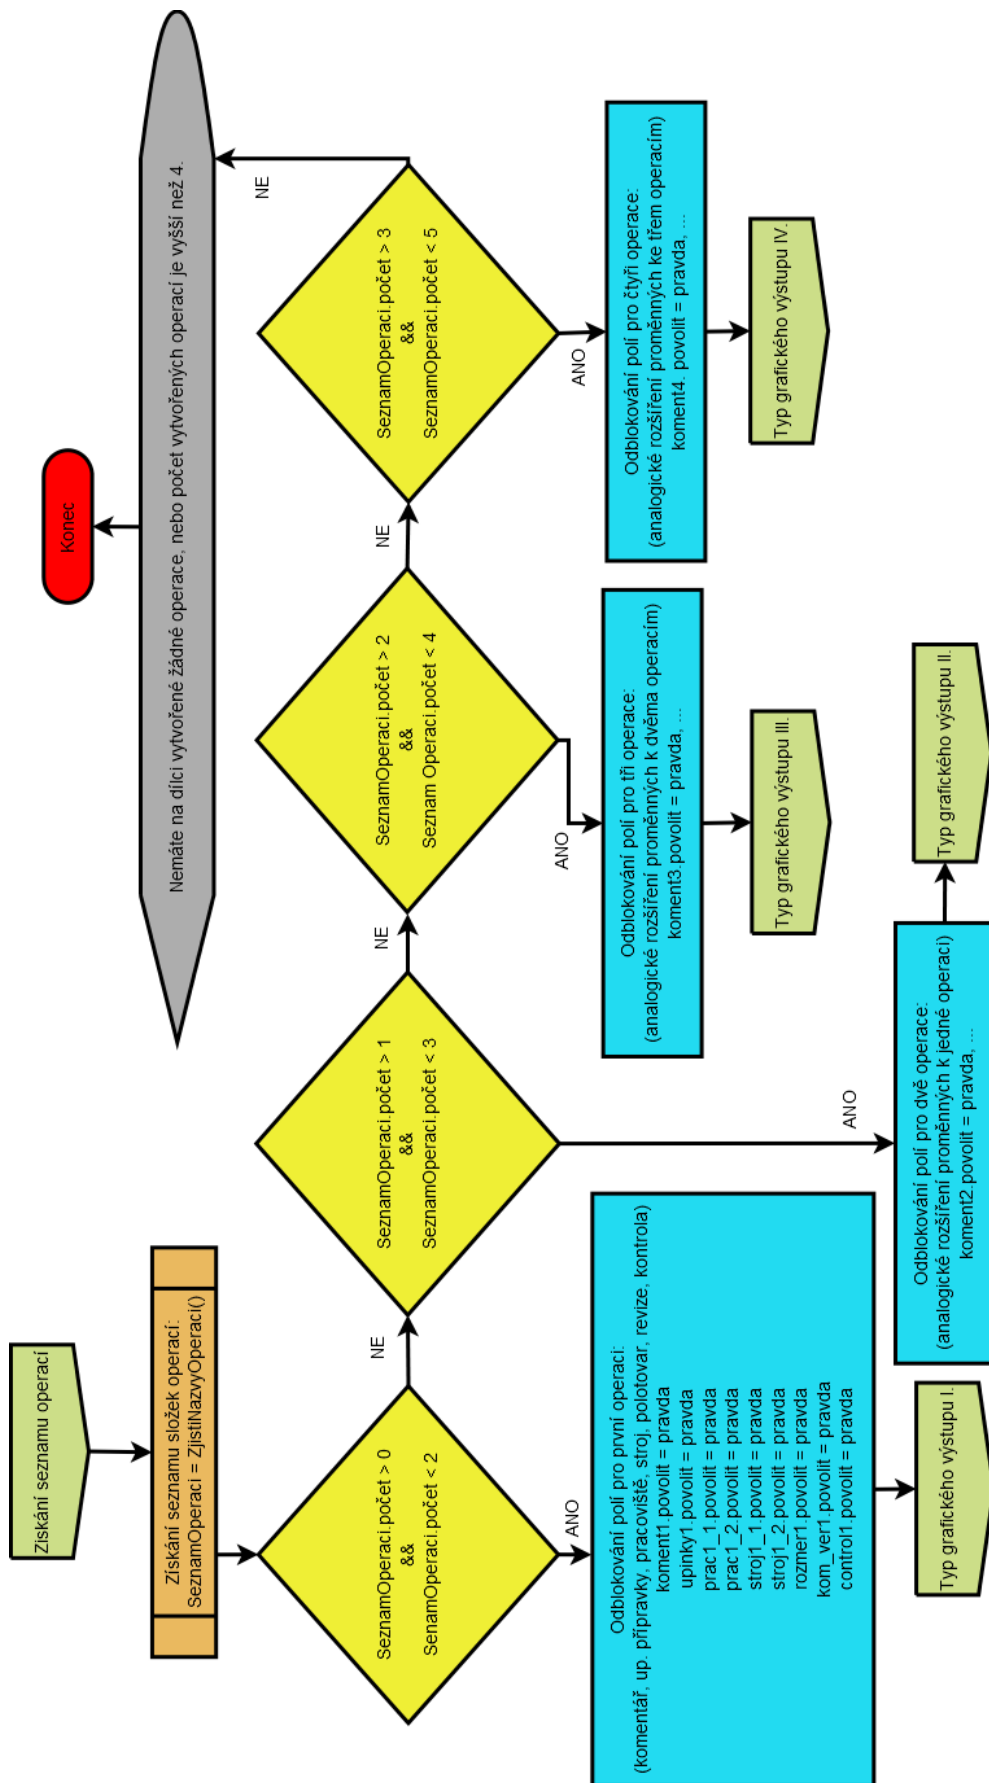 Získání seznamu operací
Získání seznamu složek operací:
SeznamOperaci = ZjistiNazvyOperaci()
SeznamOperaci.počet > 0
&&
SenamOperaci.počet < 2
ANO
Odblokování polí pro první operaci:
(komentář, up. přípravky, pracoviště, stroj, polotovar, revize, kontrola)
koment1.povolit = pravda
upinky1.povolit = pravda
prac1_1.povolit = pravda
prac1_2.povolit = pravda
stroj1_1.povolit = pravda
stroj1_2.povolit = pravda
rozmer1.povolit = pravda
kom_ver1.povolit = pravda
control1.povolit = pravda
Typ grafického výstupu I.
NE
SeznamOperaci.počet > 1
&&
SeznamOperaci.počet < 3
ANO
Odblokování polí pro dvě operace:
(analogické rozšíření proměnných k jedné operaci)
koment2.povolit = pravda, ...
Typ grafického výstupu II.
NE
SeznamOperaci.počet > 2
&&
Seznam Operaci.počet < 4
ANO
Odblokování polí pro tři operace:
(analogické rozšíření proměnných k dvěma operacím)
koment3.povolit = pravda, ...
Typ grafického výstupu III.
NE
SeznamOperaci.počet > 3
&&
SeznamOperaci.počet < 5
ANO
Odblokování polí pro čtyři operace:
(analogické rozšíření proměnných ke třem operacím)
koment4. povolit = pravda, ...
Typ grafického výstupu IV.
NE
Nemáte na dílci vytvořené žádné operace, nebo počet vytvořených operací je vyšší než 4.
Konec